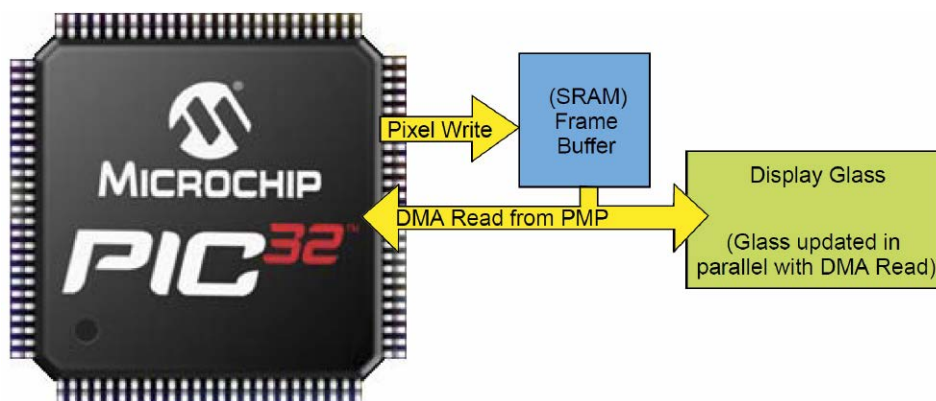 MICROCHIP
PIC32™
Pixel Write
(SRAM)
Frame
Buffer
DMA Read from PMP
Display Glass
(Glass updated in
parallel with DMA Read)